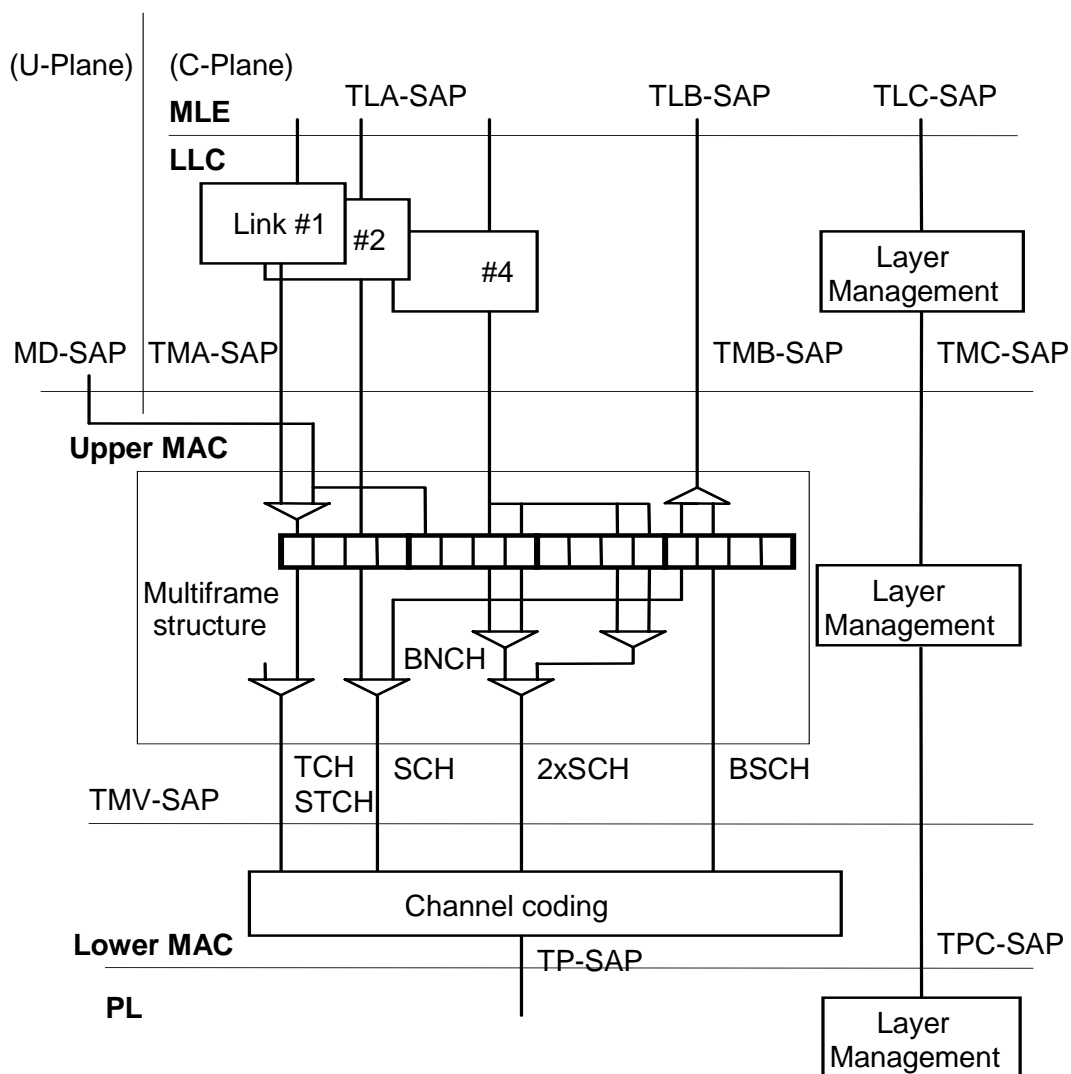 (U-Plane)
(C-Plane)
TLA-SAP
TLB-SAP
TLC-SAP
MLE
LLC
Link #1
#2
#4
Layer
Management
MD-SAP
TMA-SAP
TMB-SAP
TMC-SAP
Upper MAC
Multiframe
structure
Layer
Management
BNCH
TCH
STCH
SCH
2xSCH
BSCH
TMV-SAP
Channel coding
Lower MAC
TP-SAP
TPC-SAP
PL
Layer
Management